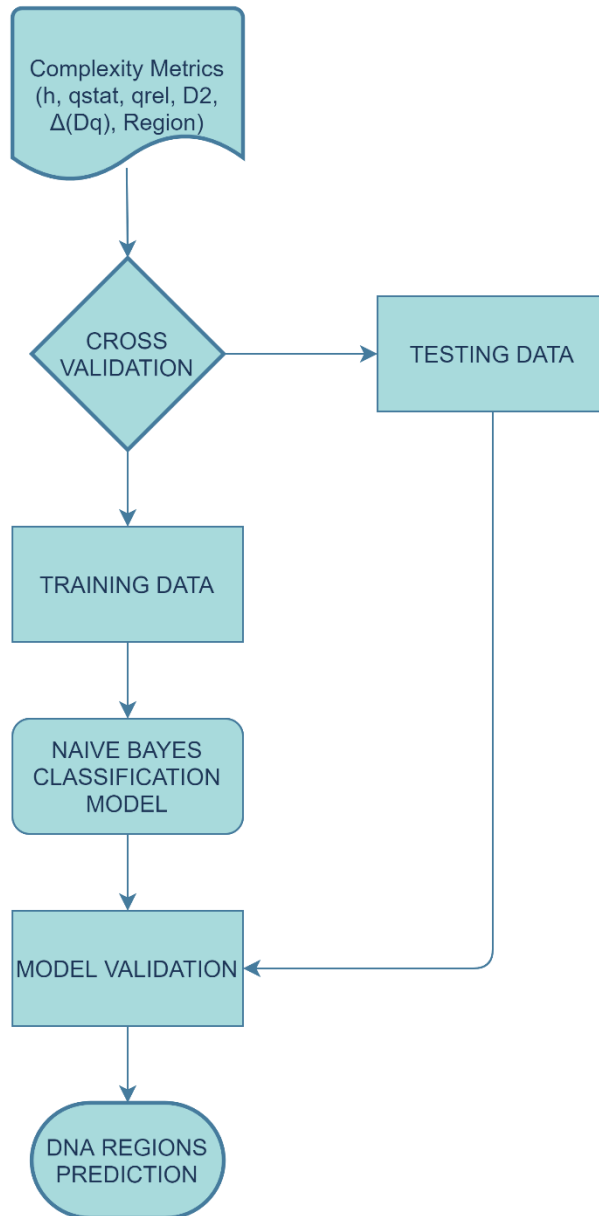 Complexity Metrics
(h, qstat, qrel, D2,
Δ(Dq), Region)
CROSS
VALIDATION
TESTING DATA
TRAINING DATA
NAIVE BAYES
CLASSIFICATION
MODEL
MODEL VALIDATION
DNA REGIONS
PREDICTION